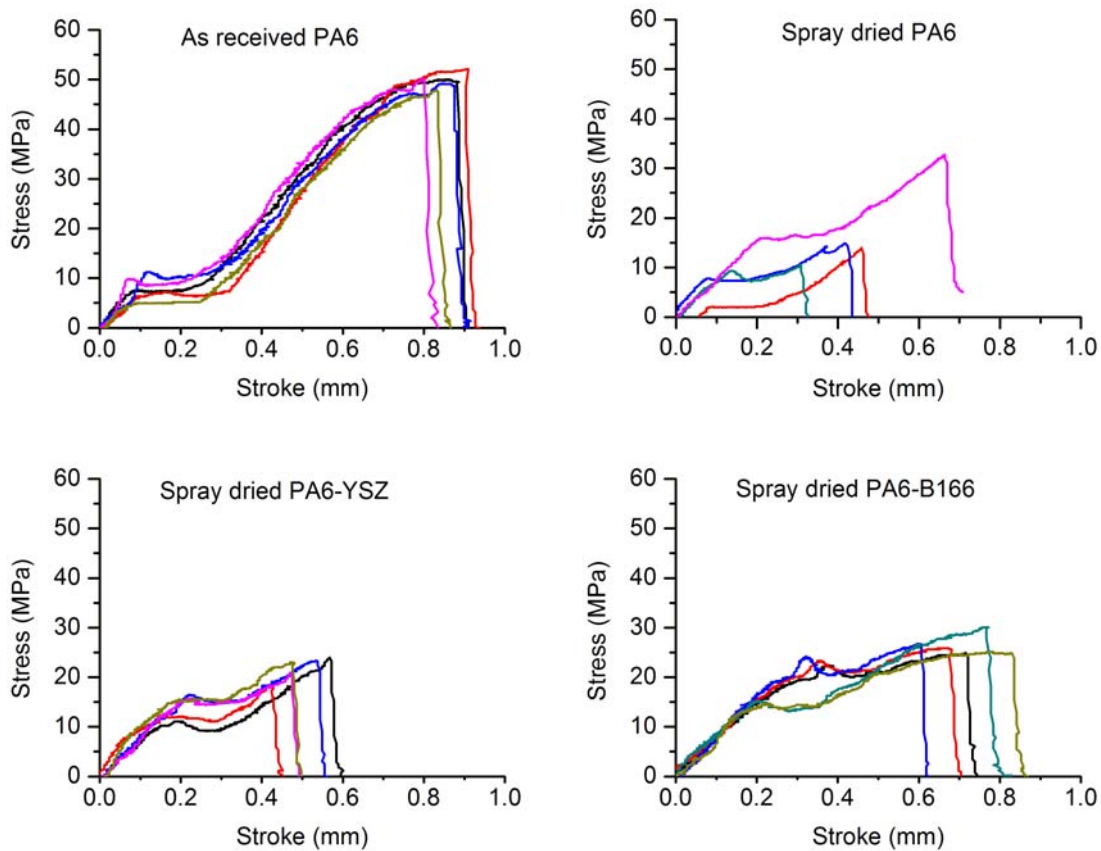 As received PA6
60
50
40
30
20
10
0
Stress (MPa)
0.0 0.2 0.4 0.6 0.8 1.0
Stroke (mm)
Spray dried PA6
60
50
40
30
20
10
0
Stress (MPa)
0.0 0.2 0.4 0.6 0.8 1.0
Stroke (mm)
Spray dried PA6-YSZ
60
50
40
30
20
10
0
Stress (MPa)
0.0 0.2 0.4 0.6 0.8 1.0
Stroke (mm)
Spray dried PA6-B166
60
50
40
30
20
10
0
Stress (MPa)
0.0 0.2 0.4 0.6 0.8 1.0
Stroke (mm)